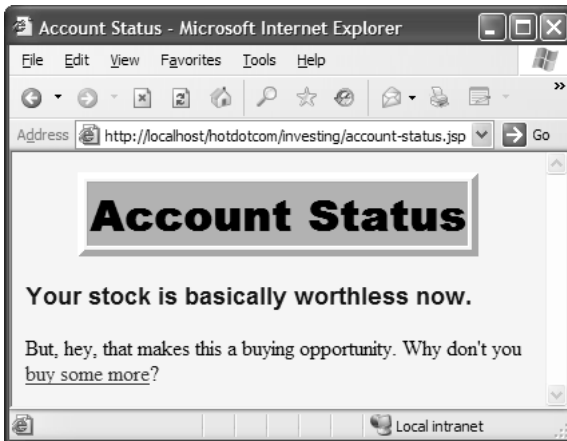 Account Status - Microsoft Internet Explorer
File Edit View Favorites Tools Help
»
Address http://localhost/hotdotcom/investing/account-status.jsp Go
Account Status
Your stock is basically worthless now.
But, hey, that makes this a buying opportunity. Why don't you
buy some more?
Local intranet